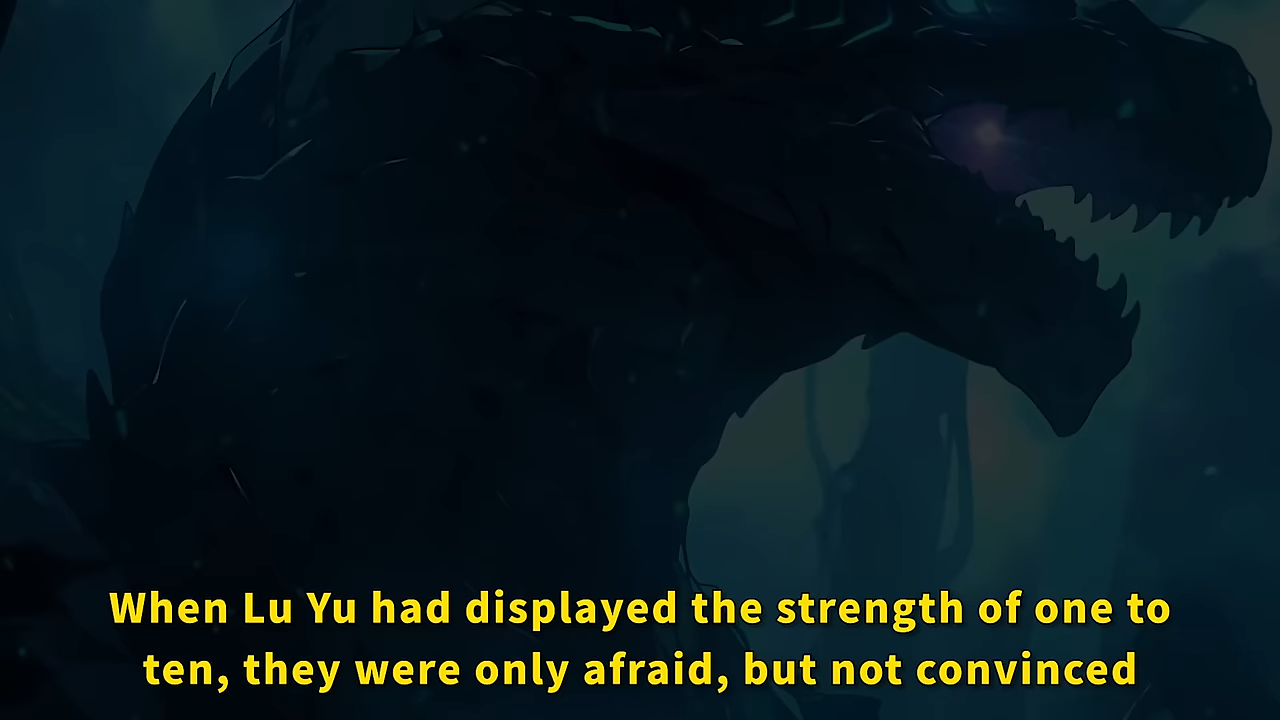 When Lu Yu had displayed the strength of one to
ten, they were only afraid, but not convinced